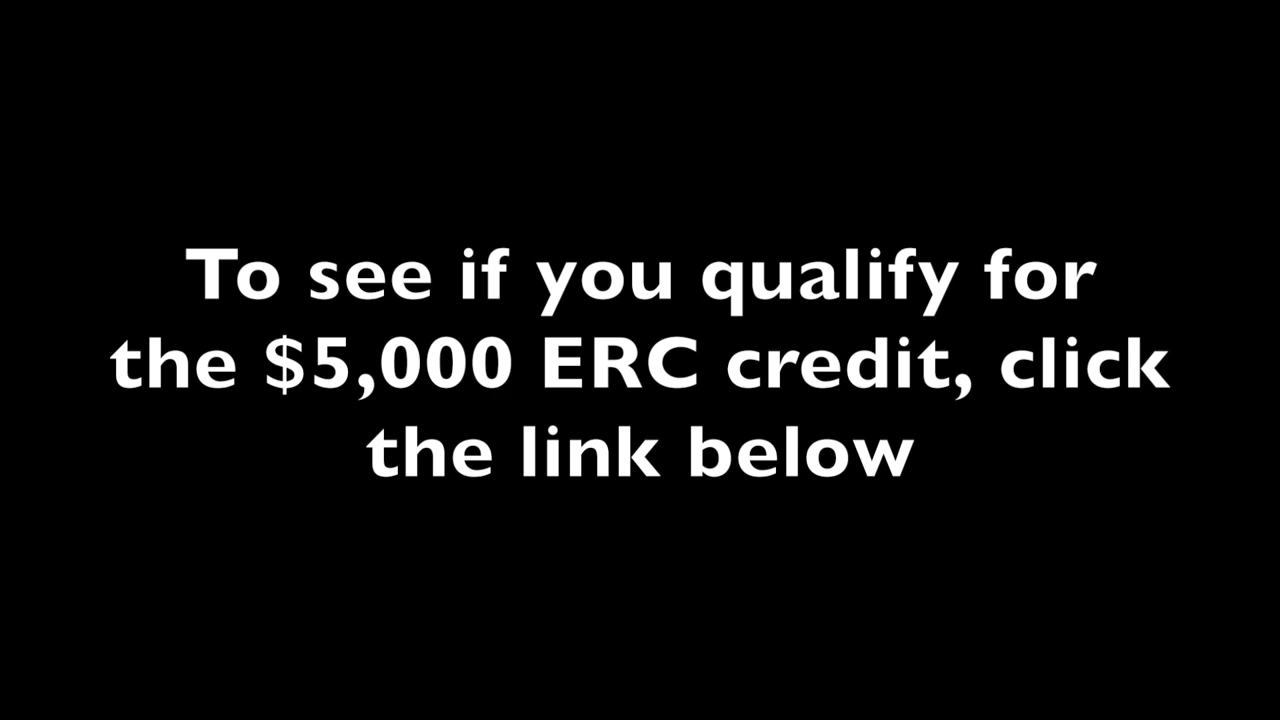 To see if you qualify for
the $5,000 ERC credit, click
the link below